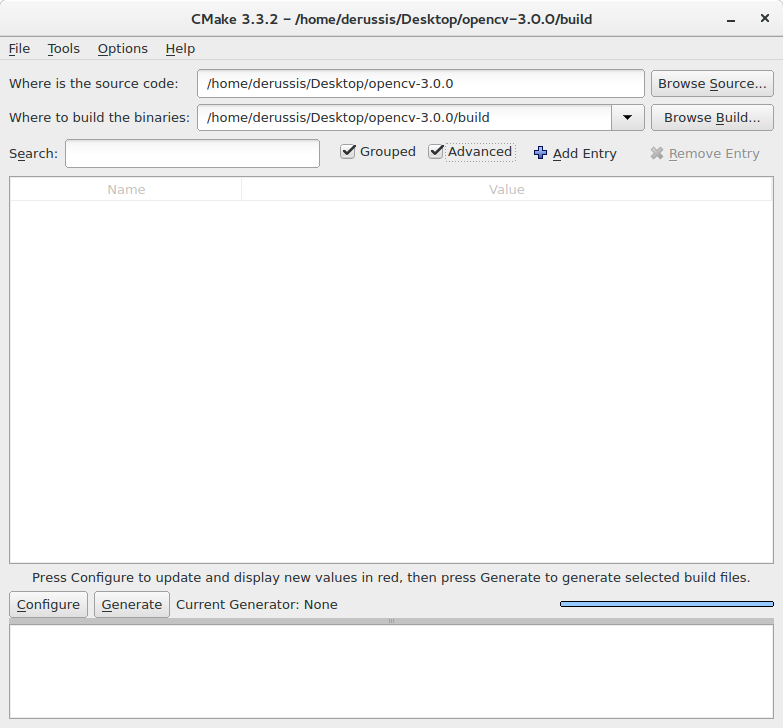 CMake 3.3.2 – /home/derussis/Desktop/opencv-3.0.0/build
File Tools Options Help
Where is the source code: /home/derussis/Desktop/opencv-3.0.0 Browse Source...
Where to build the binaries: /home/derussis/Desktop/opencv-3.0.0/build Browse Build...
Search: Grouped Advanced Add Entry Remove Entry
Name Value
Press Configure to update and display new values in red, then press Generate to generate selected build files.
Configure Generate Current Generator: None